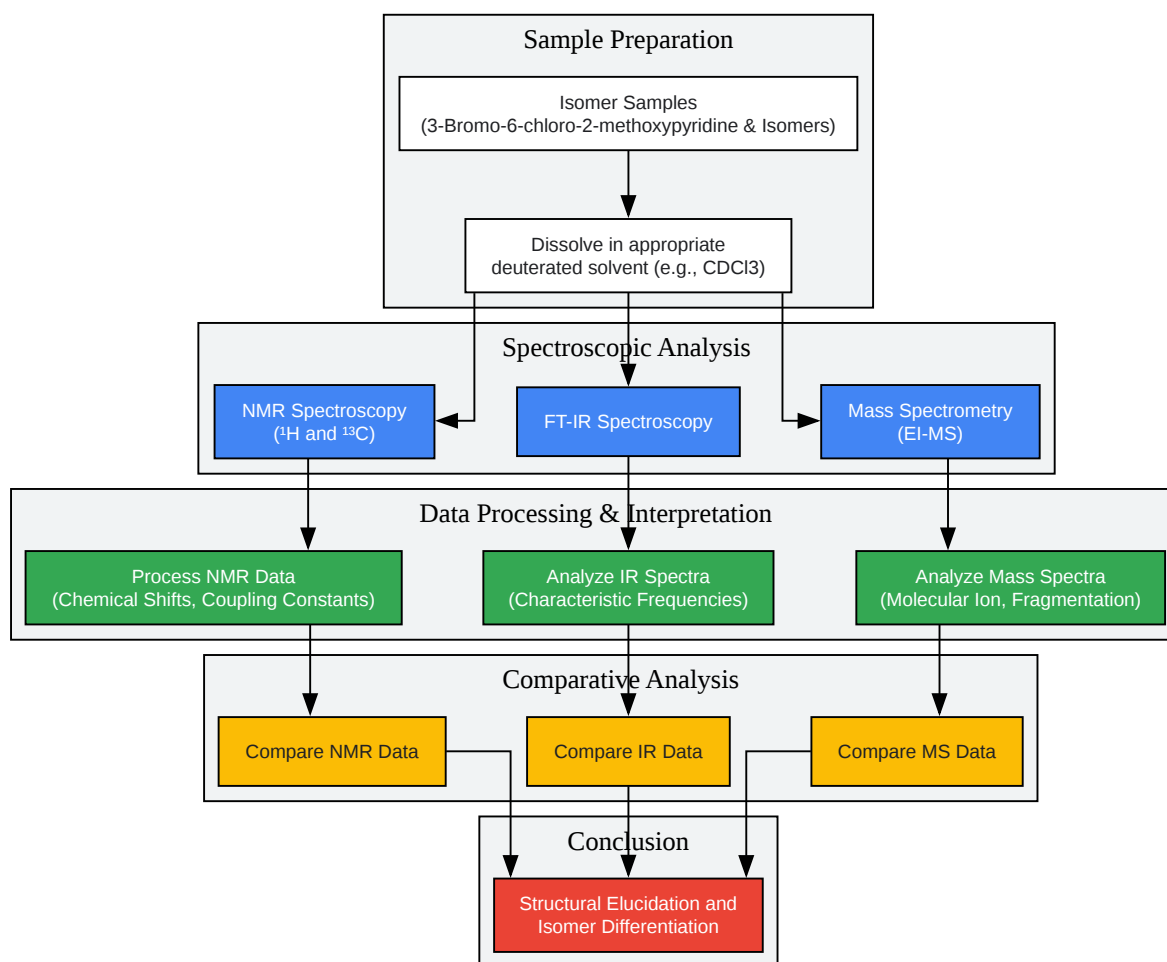 Sample Preparation
Isomer Samples
(3-Bromo-6-chloro-2-methoxypyridine & Isomers)
Dissolve in appropriate
deuterated solvent (e.g., CDCl3)
Spectroscopic Analysis
NMR Spectroscopy
(¹H and ¹³C)
FT-IR Spectroscopy
Mass Spectrometry
(EI-MS)
Data Processing & Interpretation
Process NMR Data
(Chemical Shifts, Coupling Constants)
Analyze IR Spectra
(Characteristic Frequencies)
Analyze Mass Spectra
(Molecular Ion, Fragmentation)
Comparative Analysis
Compare NMR Data
Compare IR Data
Compare MS Data
Conclusion
Structural Elucidation and
Isomer Differentiation